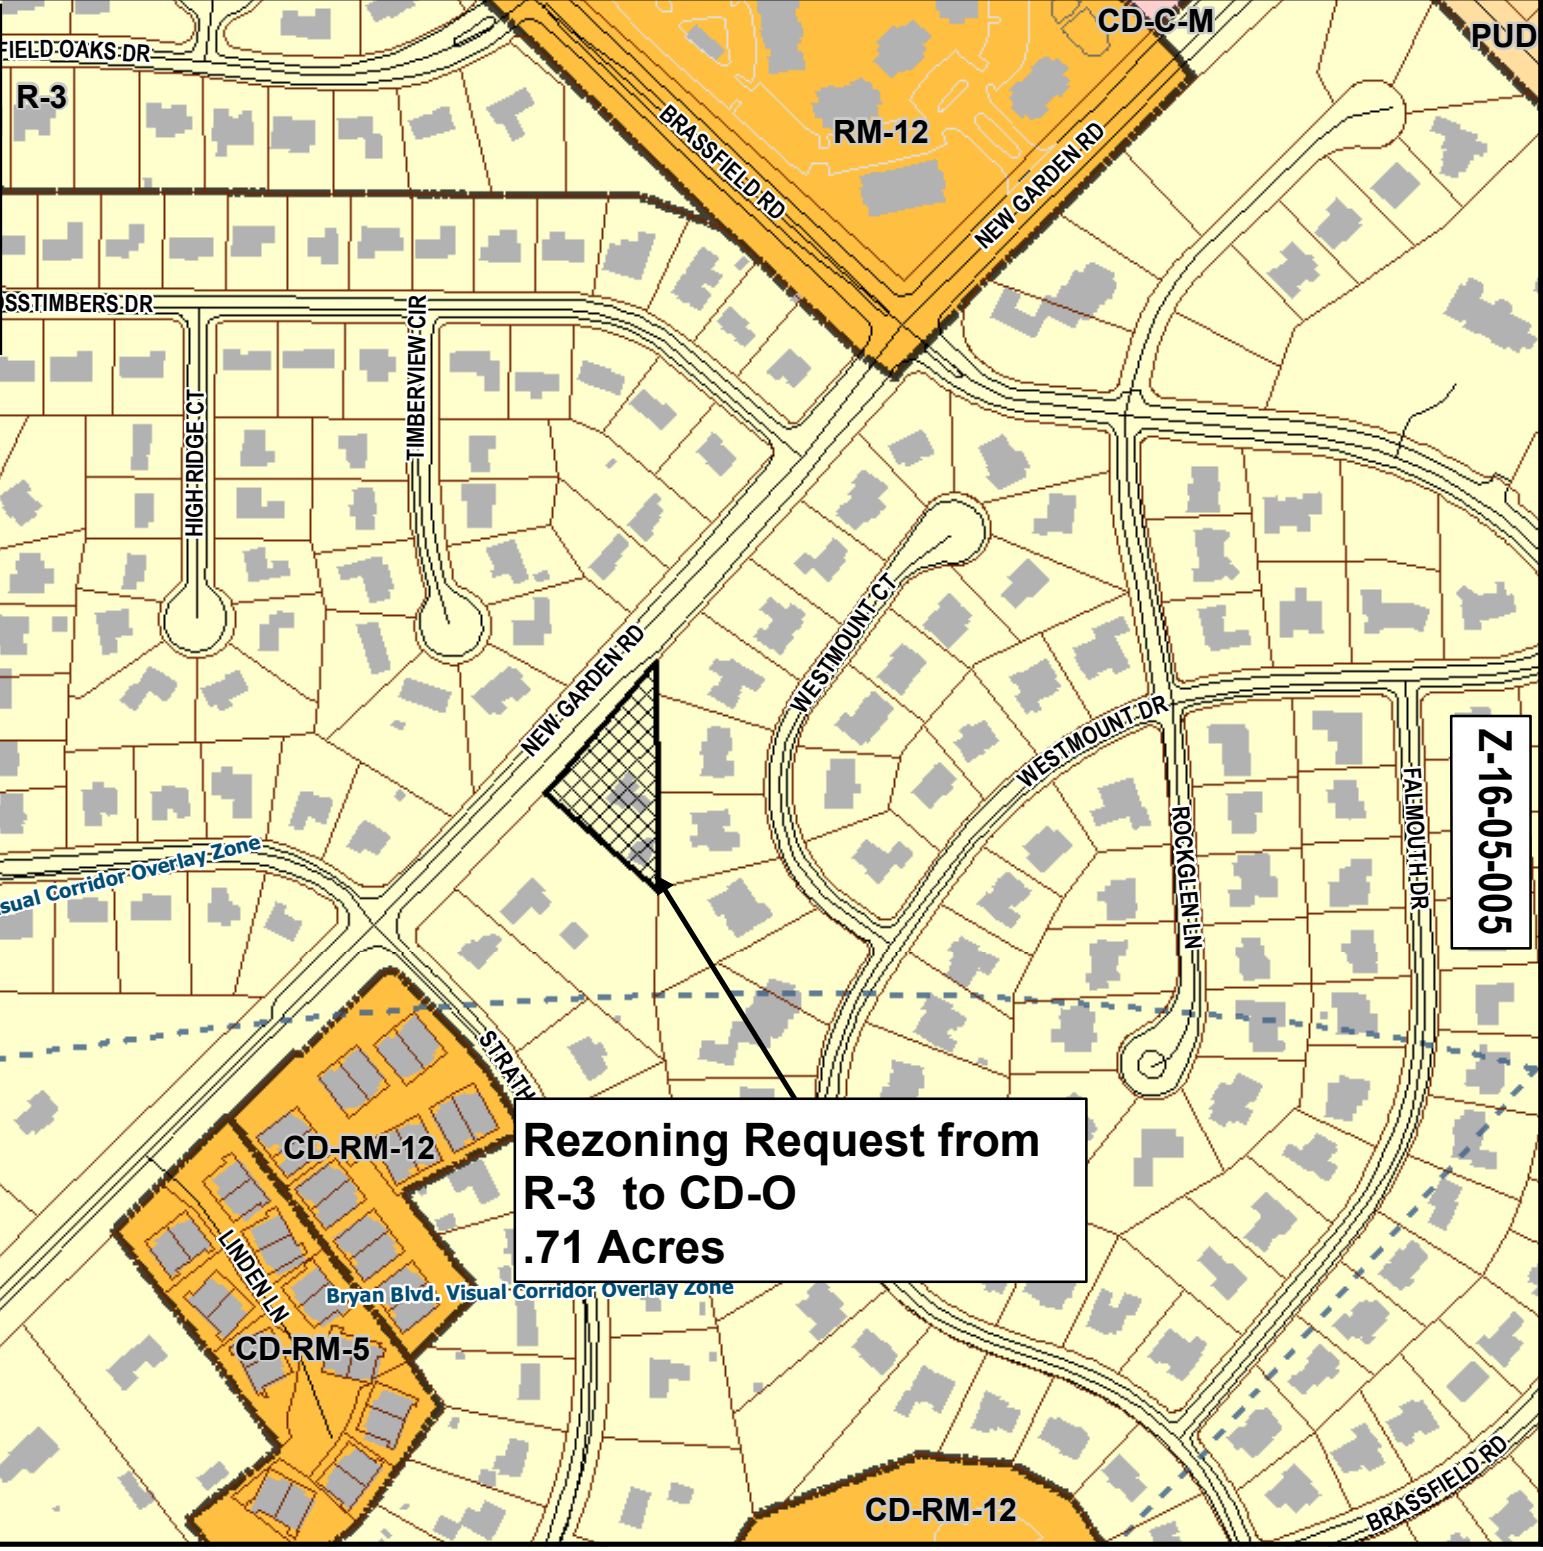 CD-C-M
PUD
FIELD OAKS DR
R-3
BRASSFIELD RD
RM-12
NEW GARDEN RD
OSSTIMBERS DR
TIMBERVIEW CIR
HIGH RIDGE CT
WESTMOUNT CT
NEW GARDEN RD
WESTMOUNT DR
Z-16-05-005
FALMOUTH DR
ROCKGLEN LN
isual Corridor Overlay Zone
STRATH
CD-RM-12
Rezoning Request from
R-3 to CD-O
.71 Acres
LINDEN LN
Bryan Blvd. Visual Corridor Overlay Zone
CD-RM-5
BRASSFIELD RD
CD-RM-12